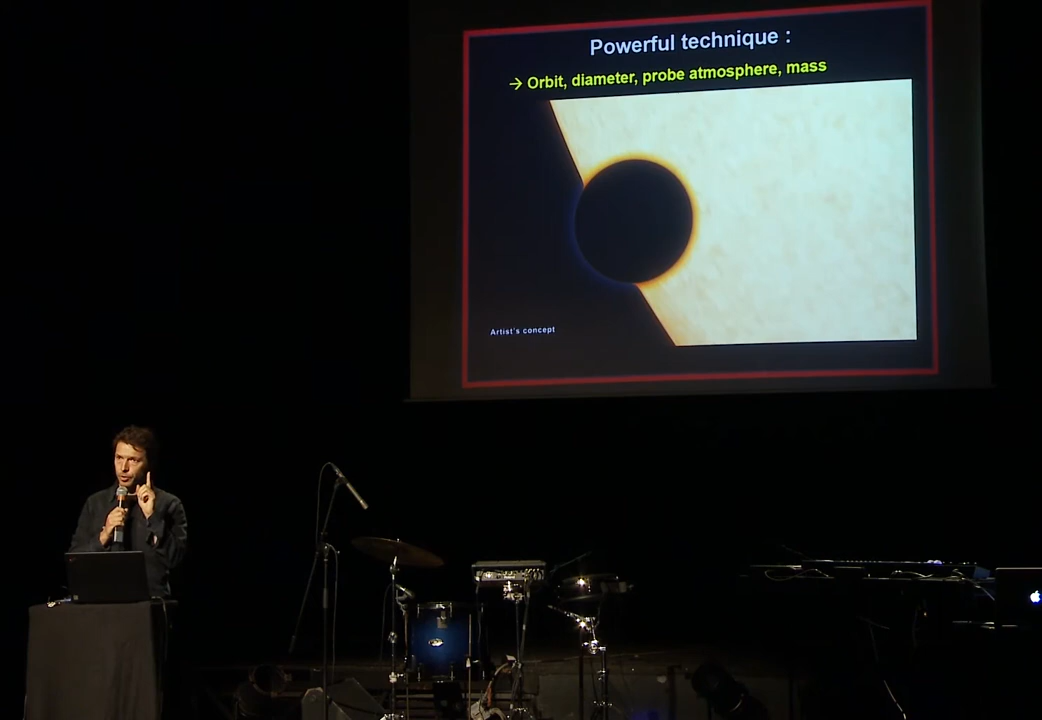 Powerful technique :
→ Orbit, diameter, probe atmosphere, mass
Artist's concept